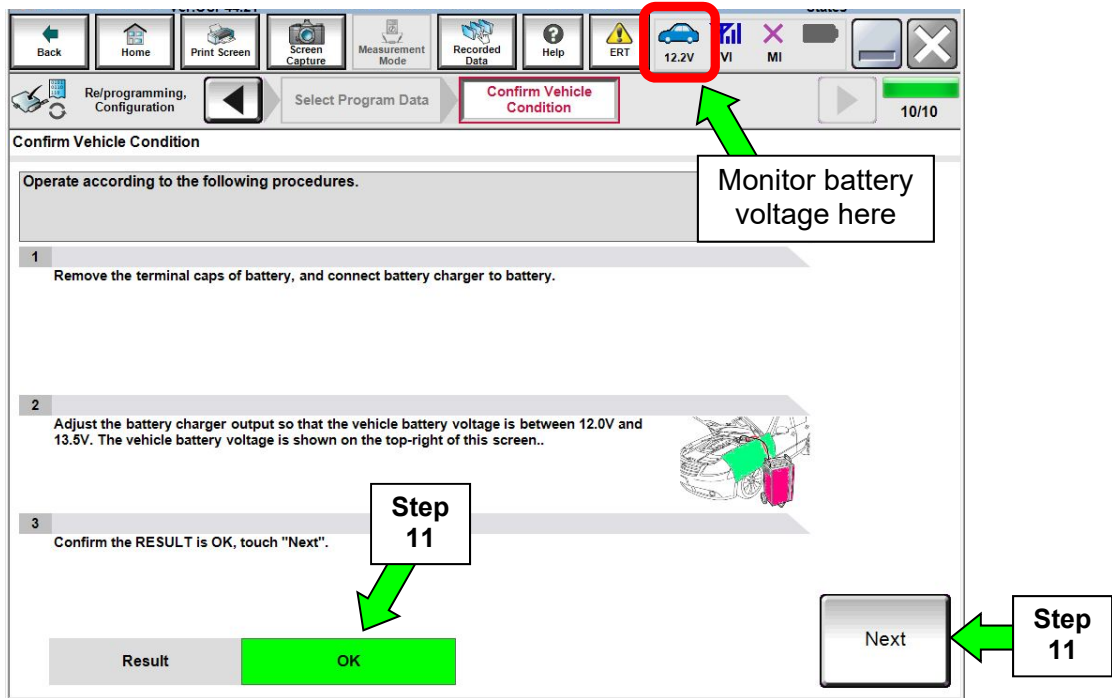 Back
Home
Print Screen
Screen
Capture
Measurement
Mode
Recorded
Data
Help
ERT
12.2V
VI
MI
Re/programming,
Configuration
Select Program Data
Confirm Vehicle
Condition
10/10
Confirm Vehicle Condition
Operate according to the following procedures.
Monitor battery
voltage here
1
Remove the terminal caps of battery, and connect battery charger to battery.
2
Adjust the battery charger output so that the vehicle battery voltage is between 12.0V and
13.5V. The vehicle battery voltage is shown on the top-right of this screen..
Step
11
3
Confirm the RESULT is OK, touch "Next".
Next
Step
11
Result
OK